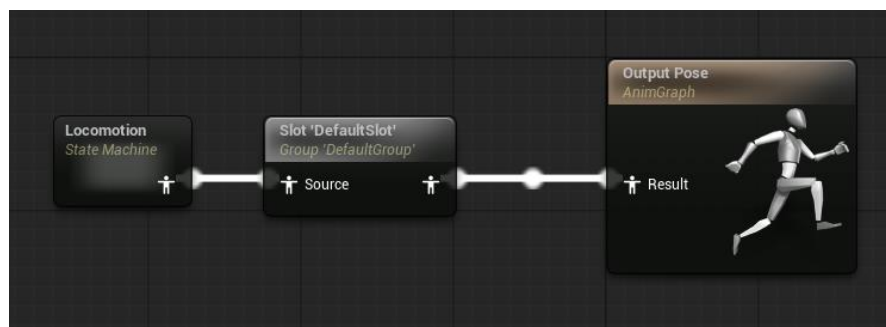 Locomotion
State Machine
Slot 'DefaultSlot'
Group 'DefaultGroup'
Source
Output Pose
AnimGraph
Result